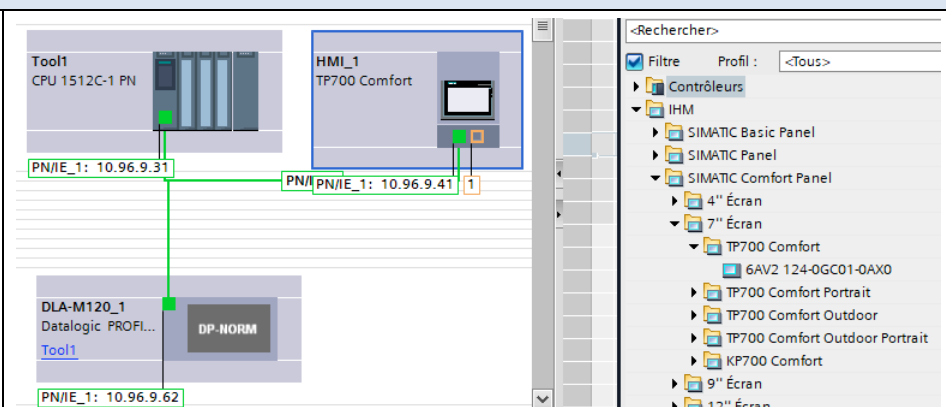 Tool1
CPU 1512C-1 PN
HMI_1
TP700 Comfort
PN/IE_1: 10.96.9.31
PN/I
PN/IE_1: 10.96.9.41
1
DLA-M120_1
Datalogic PROFI...
Tool1
DP-NORM
PN/IE_1: 10.96.9.62
<Rechercher>
Filtre Profil : <Tous>
Contrôleurs
IHM
SIMATIC Basic Panel
SIMATIC Panel
SIMATIC Comfort Panel
4'' Écran
7'' Écran
TP700 Comfort
6AV2 124-0GC01-0AX0
TP700 Comfort Portrait
TP700 Comfort Outdoor
TP700 Comfort Outdoor Portrait
KP700 Comfort
9'' Écran
12'' Écran